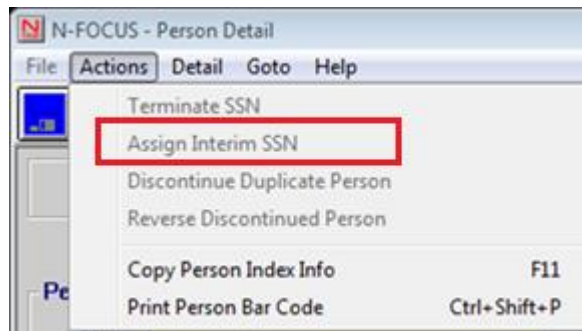 N-FOCUS - Person Detail
File Actions Detail Goto Help
Terminate SSN
Assign Interim SSN
Discontinue Duplicate Person
Reverse Discontinued Person
Copy Person Index Info F11
Print Person Bar Code Ctrl+Shift+P